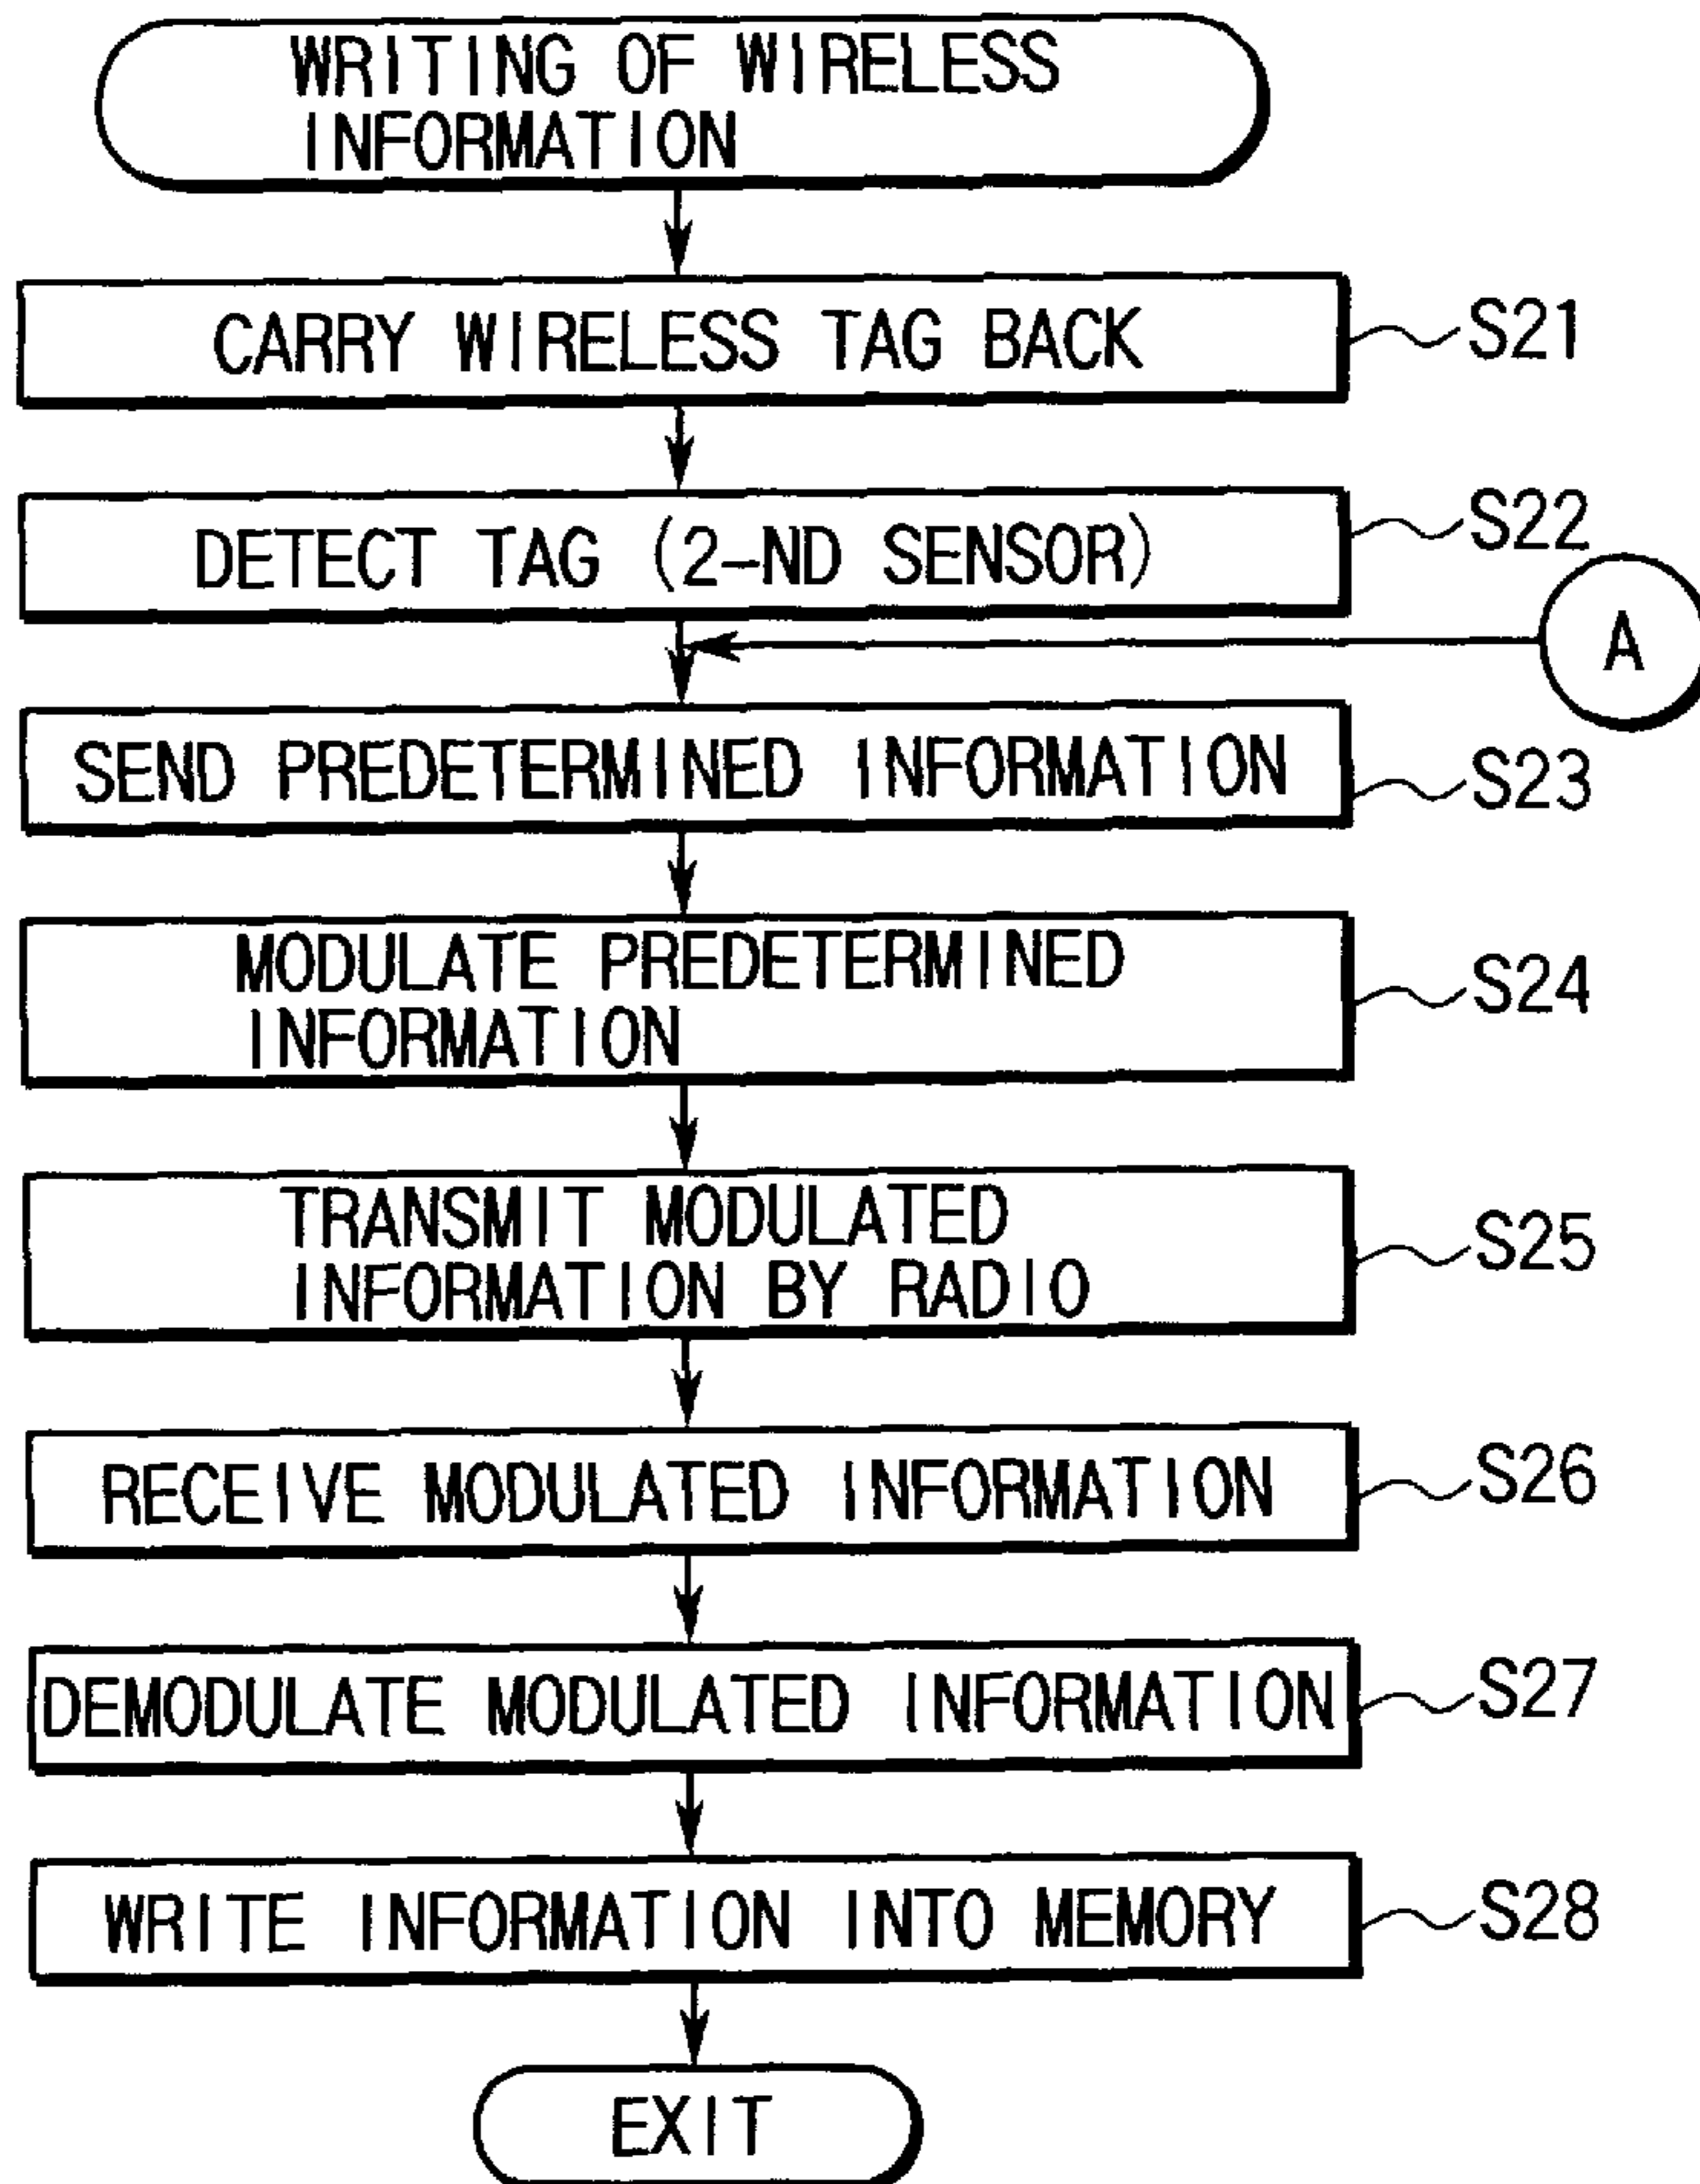 WRITING OF WIRELESS
INFORMATION
CARRY WIRELESS TAG BACK
S21
DETECT TAG (2-ND SENSOR)
S22
A
SEND PREDETERMINED INFORMATION
S23
MODULATE PREDETERMINED
INFORMATION
S24
TRANSMIT MODULATED
INFORMATION BY RADIO
S25
RECEIVE MODULATED INFORMATION
S26
DEMODULATE MODULATED INFORMATION
S27
WRITE INFORMATION INTO MEMORY
S28
EXIT